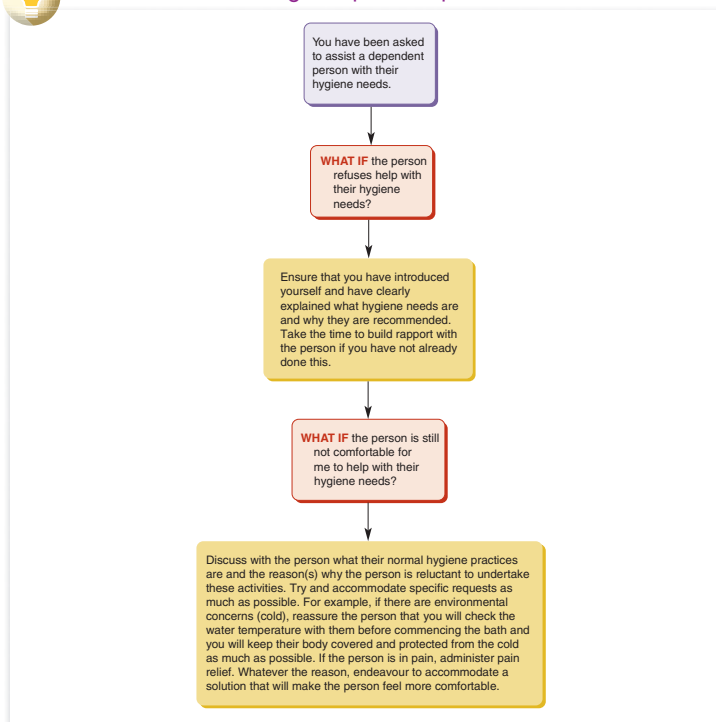 You have been asked
to assist a dependent
person with their
hygiene needs.
WHAT IF the person
refuses help with
their hygiene
needs?
Ensure that you have introduced
yourself and have clearly
explained what hygiene needs are
and why they are recommended.
Take the time to build rapport with
the person if you have not already
done this.
WHAT IF the person is still
not comfortable for
me to help with their
hygiene needs?
Discuss with the person what their normal hygiene practices
are and the reason(s) why the person is reluctant to undertake
these activities. Try and accommodate specific requests as
much as possible. For example, if there are environmental
concerns (cold), reassure the person that you will check the
water temperature with them before commencing the bath and
you will keep their body covered and protected from the cold
as much as possible. If the person is in pain, administer pain
relief. Whatever the reason, endeavour to accommodate a
solution that will make the person feel more comfortable.